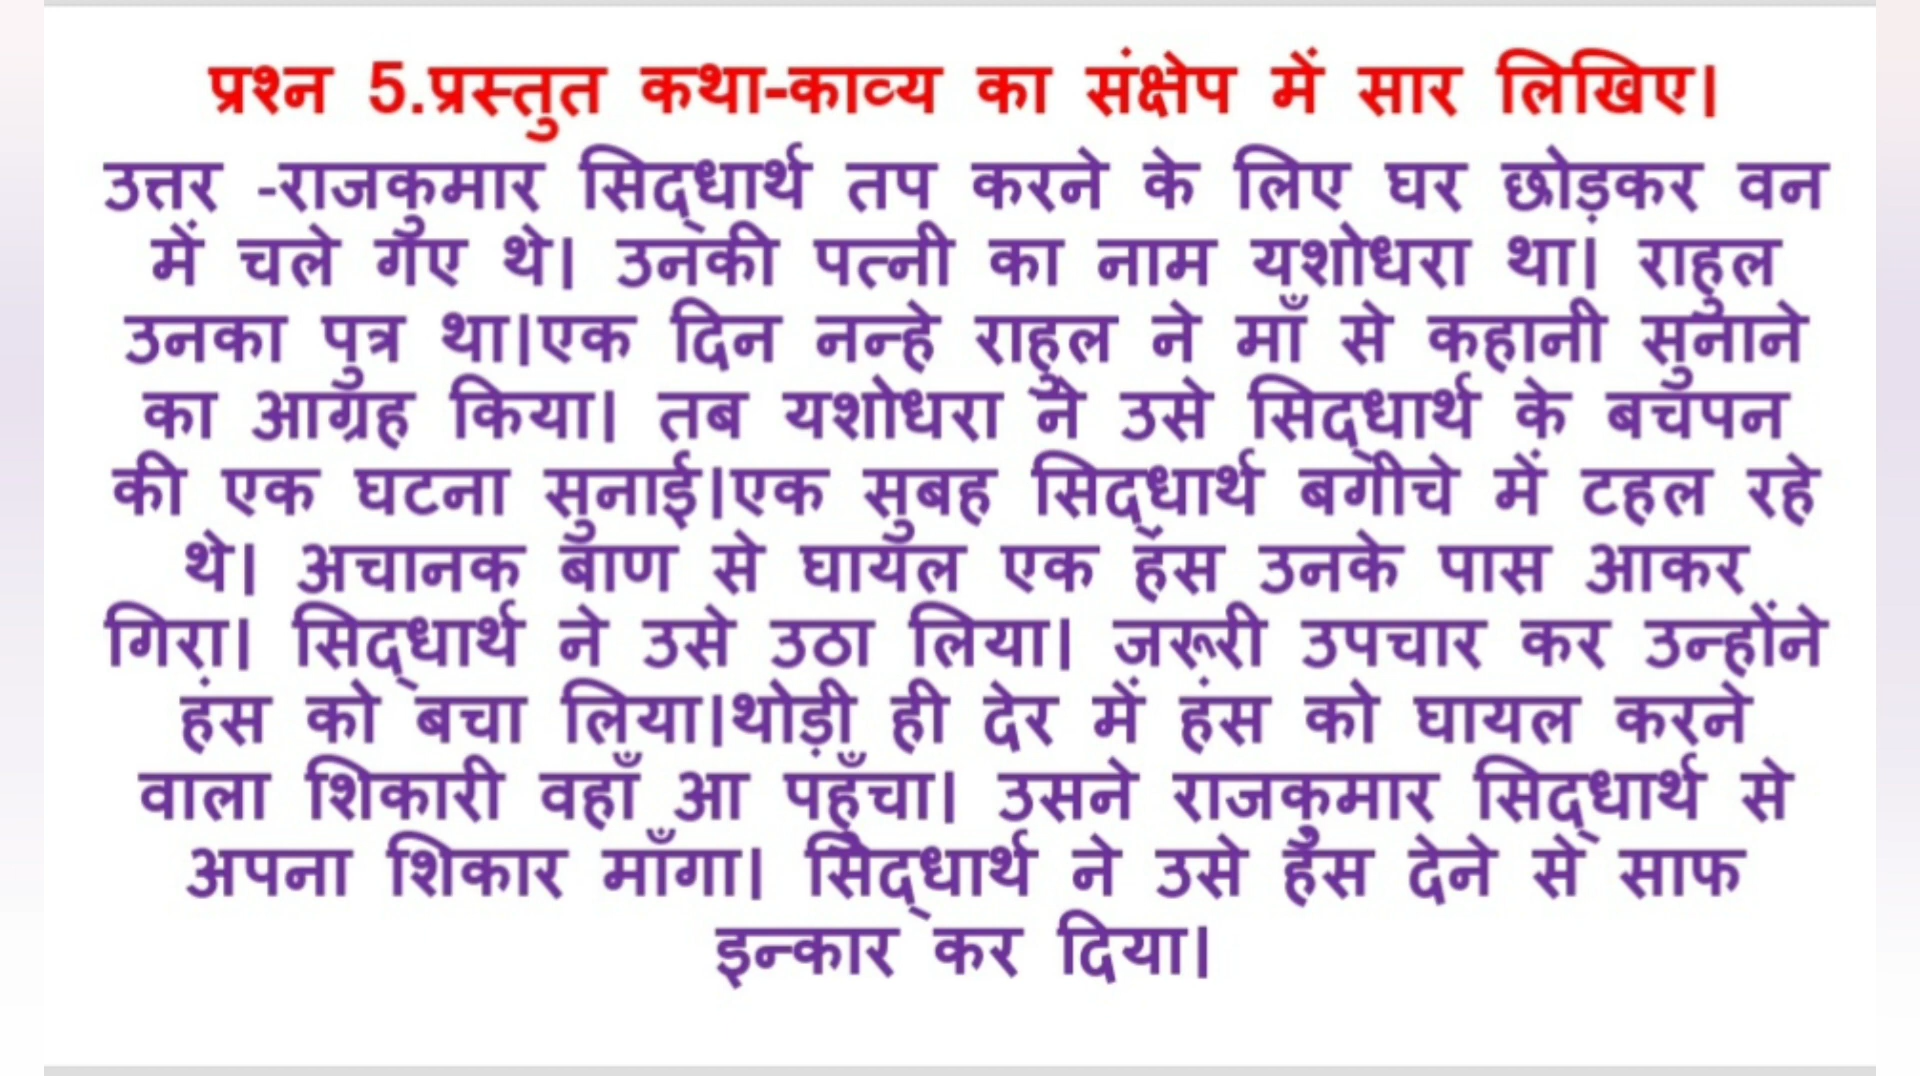 प्रश्न 5.प्रस्तुत कथा-काव्य का संक्षेप में सार लिखिए।
उत्तर -राजकुमार सिद्धार्थ तप करने के लिए घर छोड़कर वन
में चले गए थे। उनकी पत्नी का नाम यशोधरा था। राहुल
उनका पुत्र था।एक दिन नन्हे राहुल ने माँ से कहानी सुनाने
का आग्रह किया। तब यशोधरा ने उसे सिद्धार्थ के बचपन
की एक घटना सुनाई।एक सुबह सिद्धार्थ बगीचे में टहल रहे
थे। अचानक बाण से घायल एक हंस उनके पास आकर
गिरा। सिद्धार्थ ने उसे उठा लिया। जरूरी उपचार कर उन्होंने
हंस को बचा लिया।थोड़ी ही देर में हंस को घायल करने
वाला शिकारी वहाँ आ पहुँचा। उसने राजकुमार सिद्धार्थ से
अपना शिकार माँगा। सिद्धार्थ ने उसे हंस देने से साफ
इन्कार कर दिया।